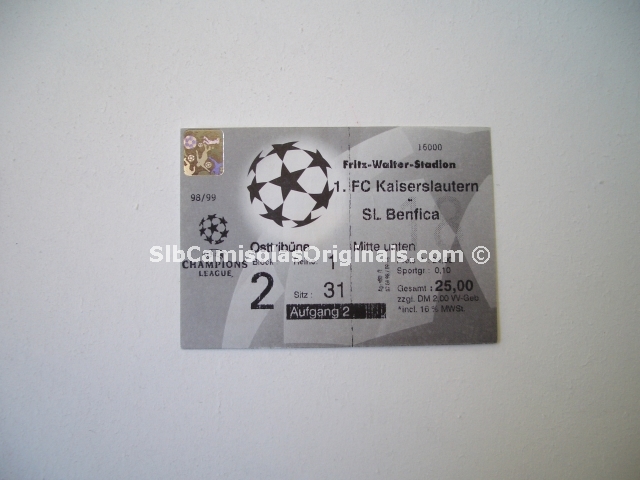 16000
Fritz-Walter-Stadion
1. FC Kaiserslautern
-
SL Benfica
98/99
Osttribüne Mitte unten
SlbCamisolasOriginals.com ©
CHAMPIONS
LEAGUE
Block
2
Reihe: 1
Sitz: 31
Aufgang 2
Sportgr: 0,10
Gesamt: 25,00
zzgl. DM 2,00 VV-Geb
*incl. 16 % MWSt.